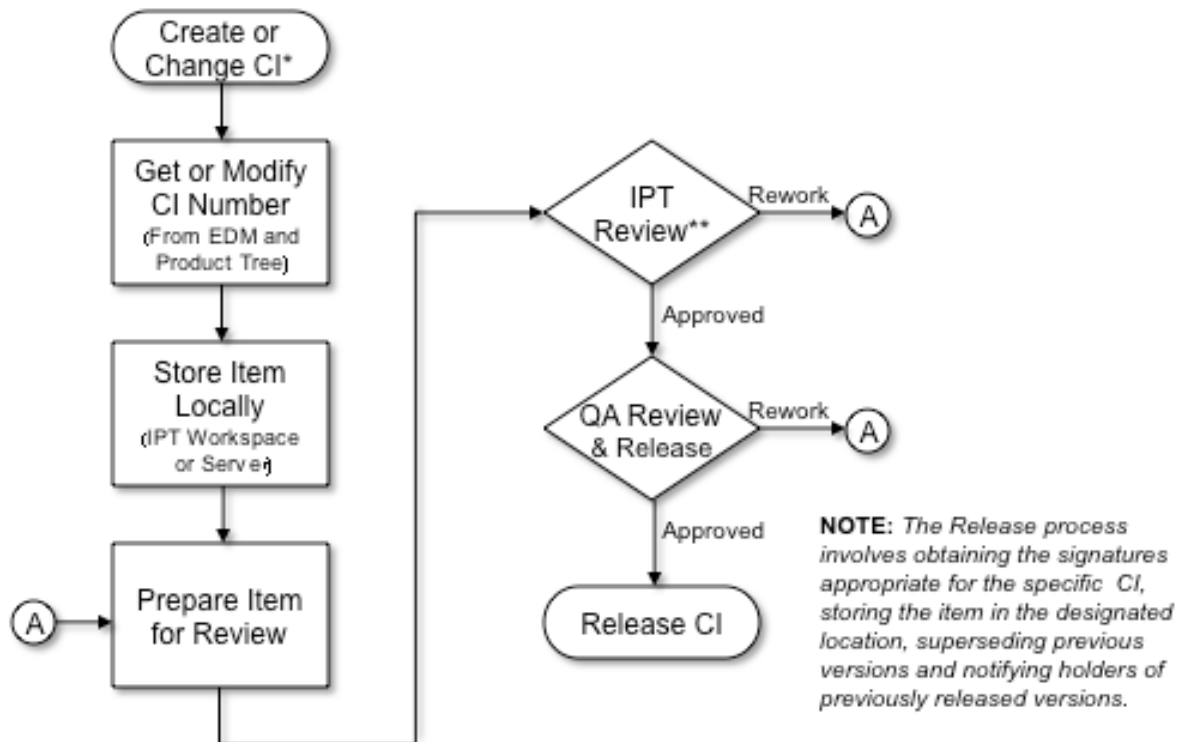 Create or
Change CI*
Get or Modify
CI Number
(From EDM and
Product Tree)
Store Item
Locally
(IPT Workspace
or Server)
A
Prepare Item
for Review
IPT
Review**
Rework
A
Approved
QA Review
& Release
Rework
A
Approved
Release CI
NOTE: The Release process
involves obtaining the signatures
appropriate for the specific CI,
storing the item in the designated
location, superseding previous
versions and notifying holders of
previously released versions.